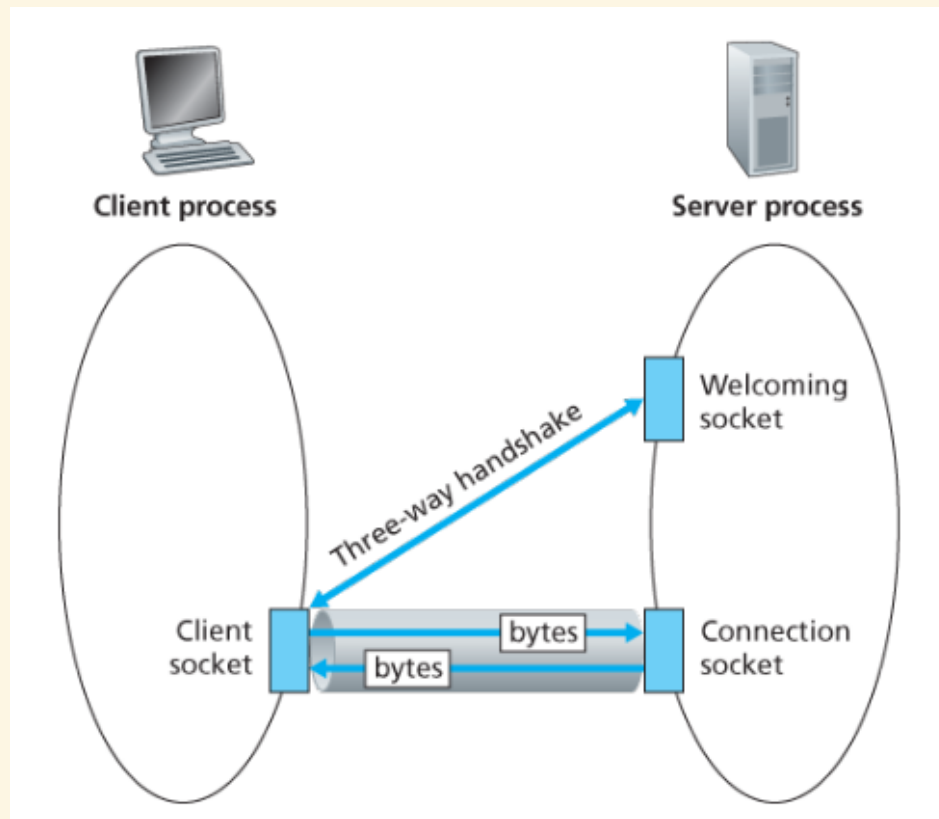 Client process
Server process
Welcoming
socket
Three-way handshake
Client
socket
bytes
bytes
Connection
socket